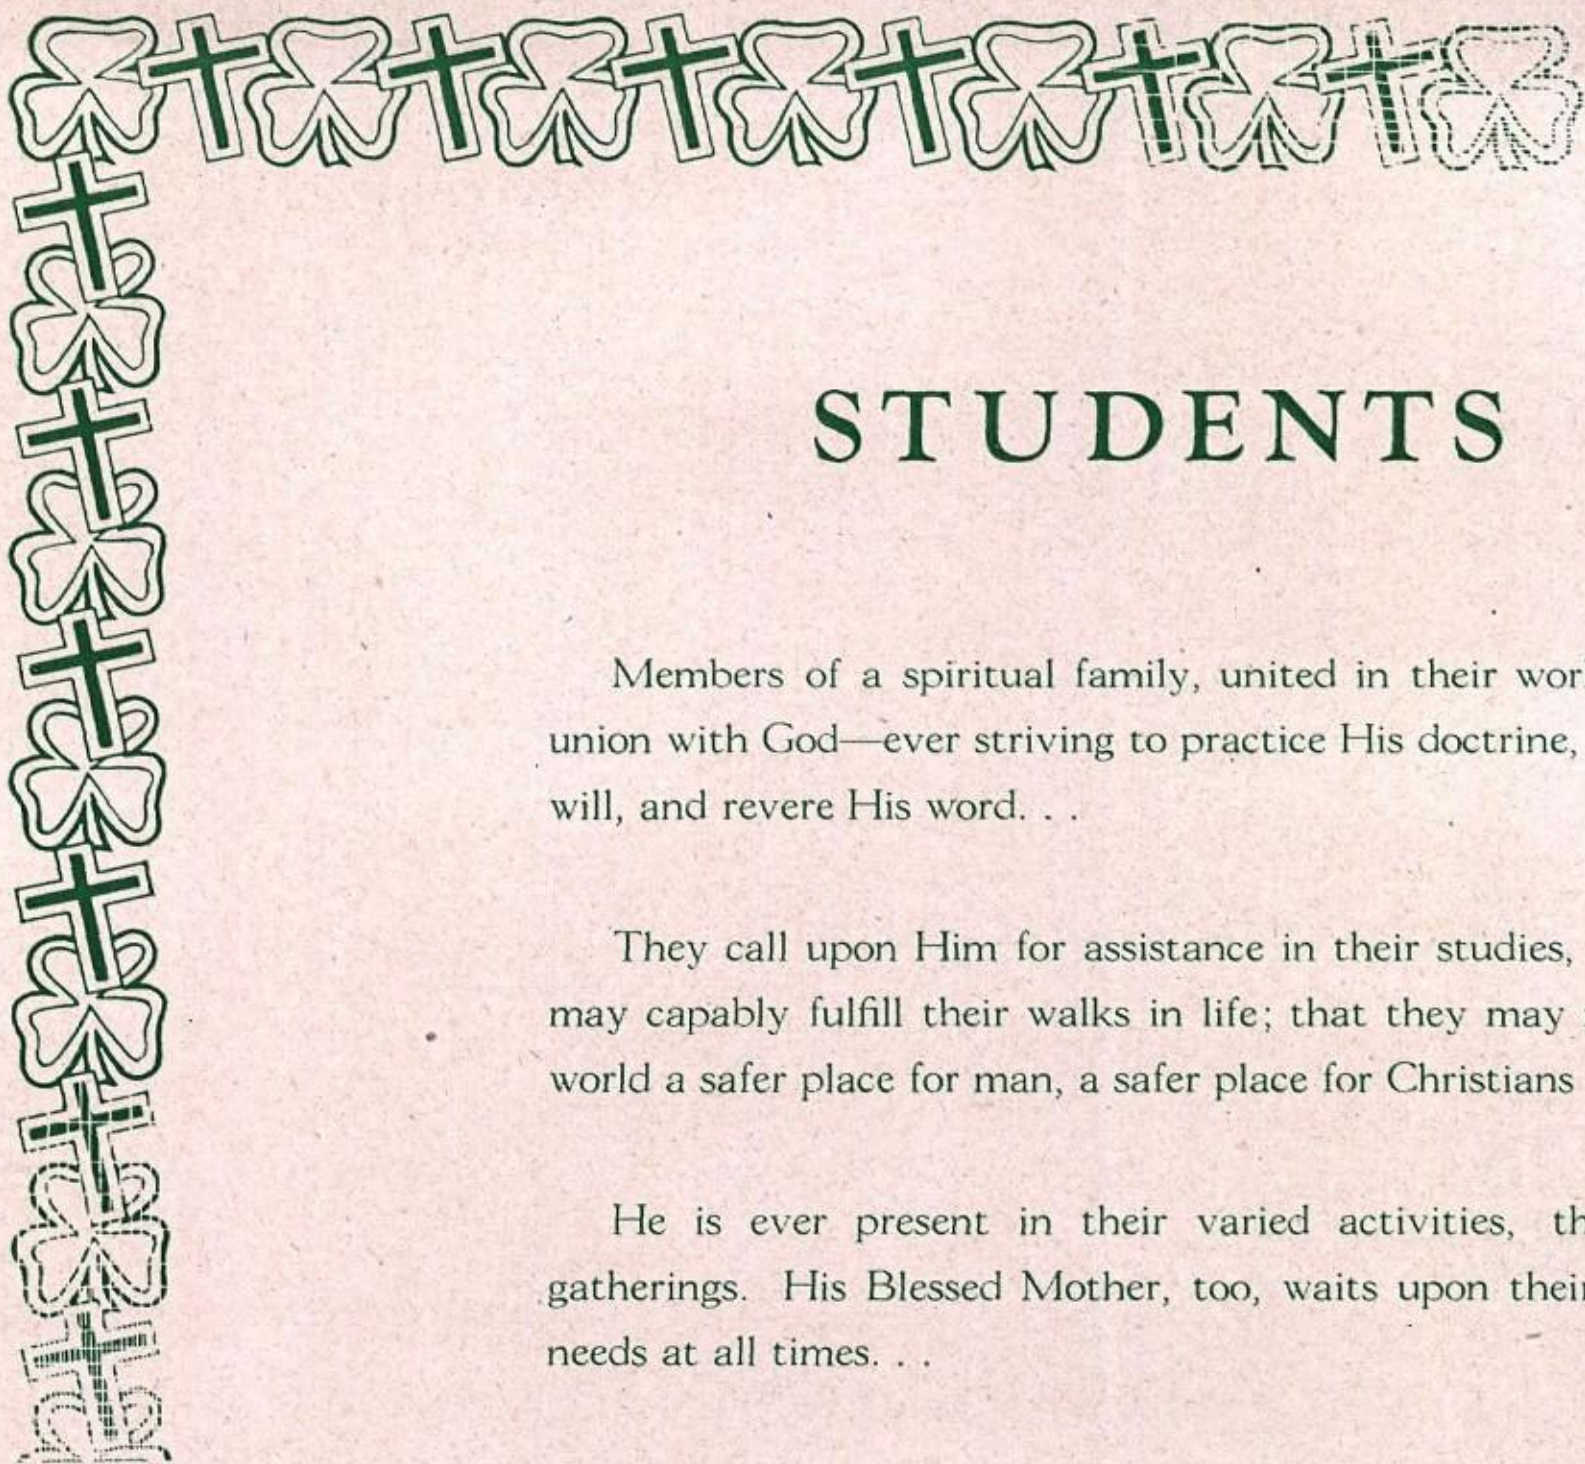 STUDENTS
Members of a spiritual family, united in their wor
union with God—ever striving to practice His doctrine,
will, and revere His word. . .
They call upon Him for assistance in their studies,
may capably fulfill their walks in life; that they may
world a safer place for man, a safer place for Christians
He is ever present in their varied activities, th
gatherings. His Blessed Mother, too, waits upon their
needs at all times. . .